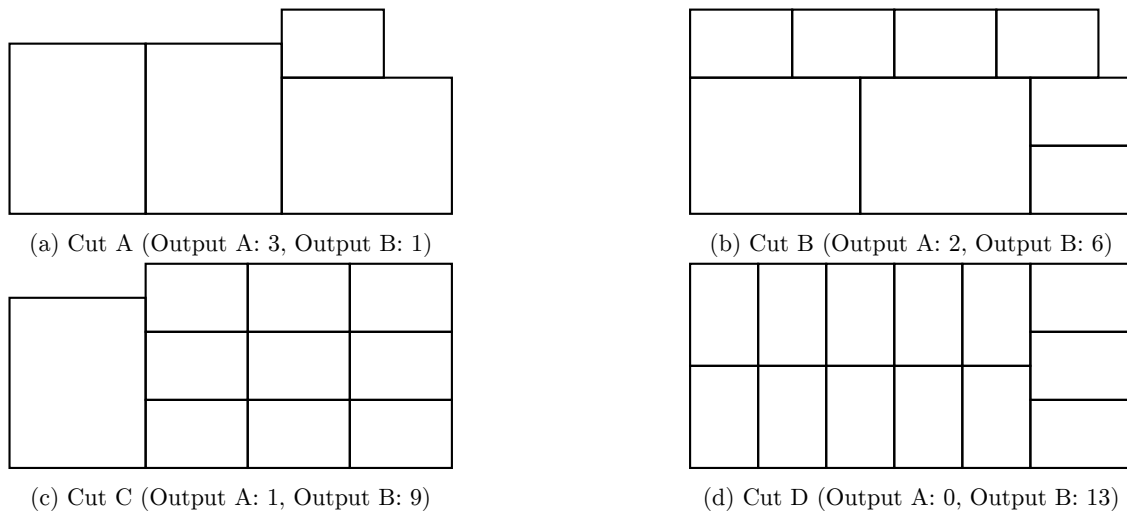 (a) Cut A (Output A: 3, Output B: 1)
(b) Cut B (Output A: 2, Output B: 6)
(c) Cut C (Output A: 1, Output B: 9)
(d) Cut D (Output A: 0, Output B: 13)